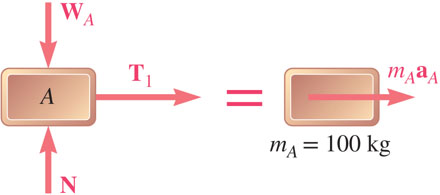 W_A
A
T_1
=
m_A a_A
m_A = 100 kg
N